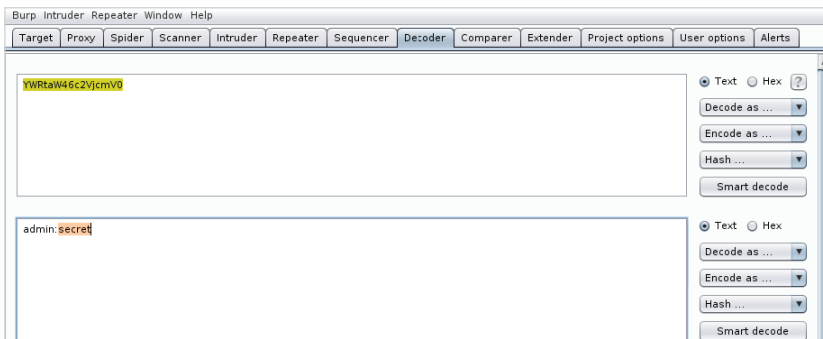 Burp Intruder Repeater Window Help
Target Proxy Spider Scanner Intruder Repeater Sequencer Decoder Comparer Extender Project options User options Alerts
YWRtaW46c2VjcmV0
Text Hex ?
Decode as ...
Encode as ...
Hash ...
Smart decode
admin:secret
Text Hex
Decode as ...
Encode as ...
Hash ...
Smart decode